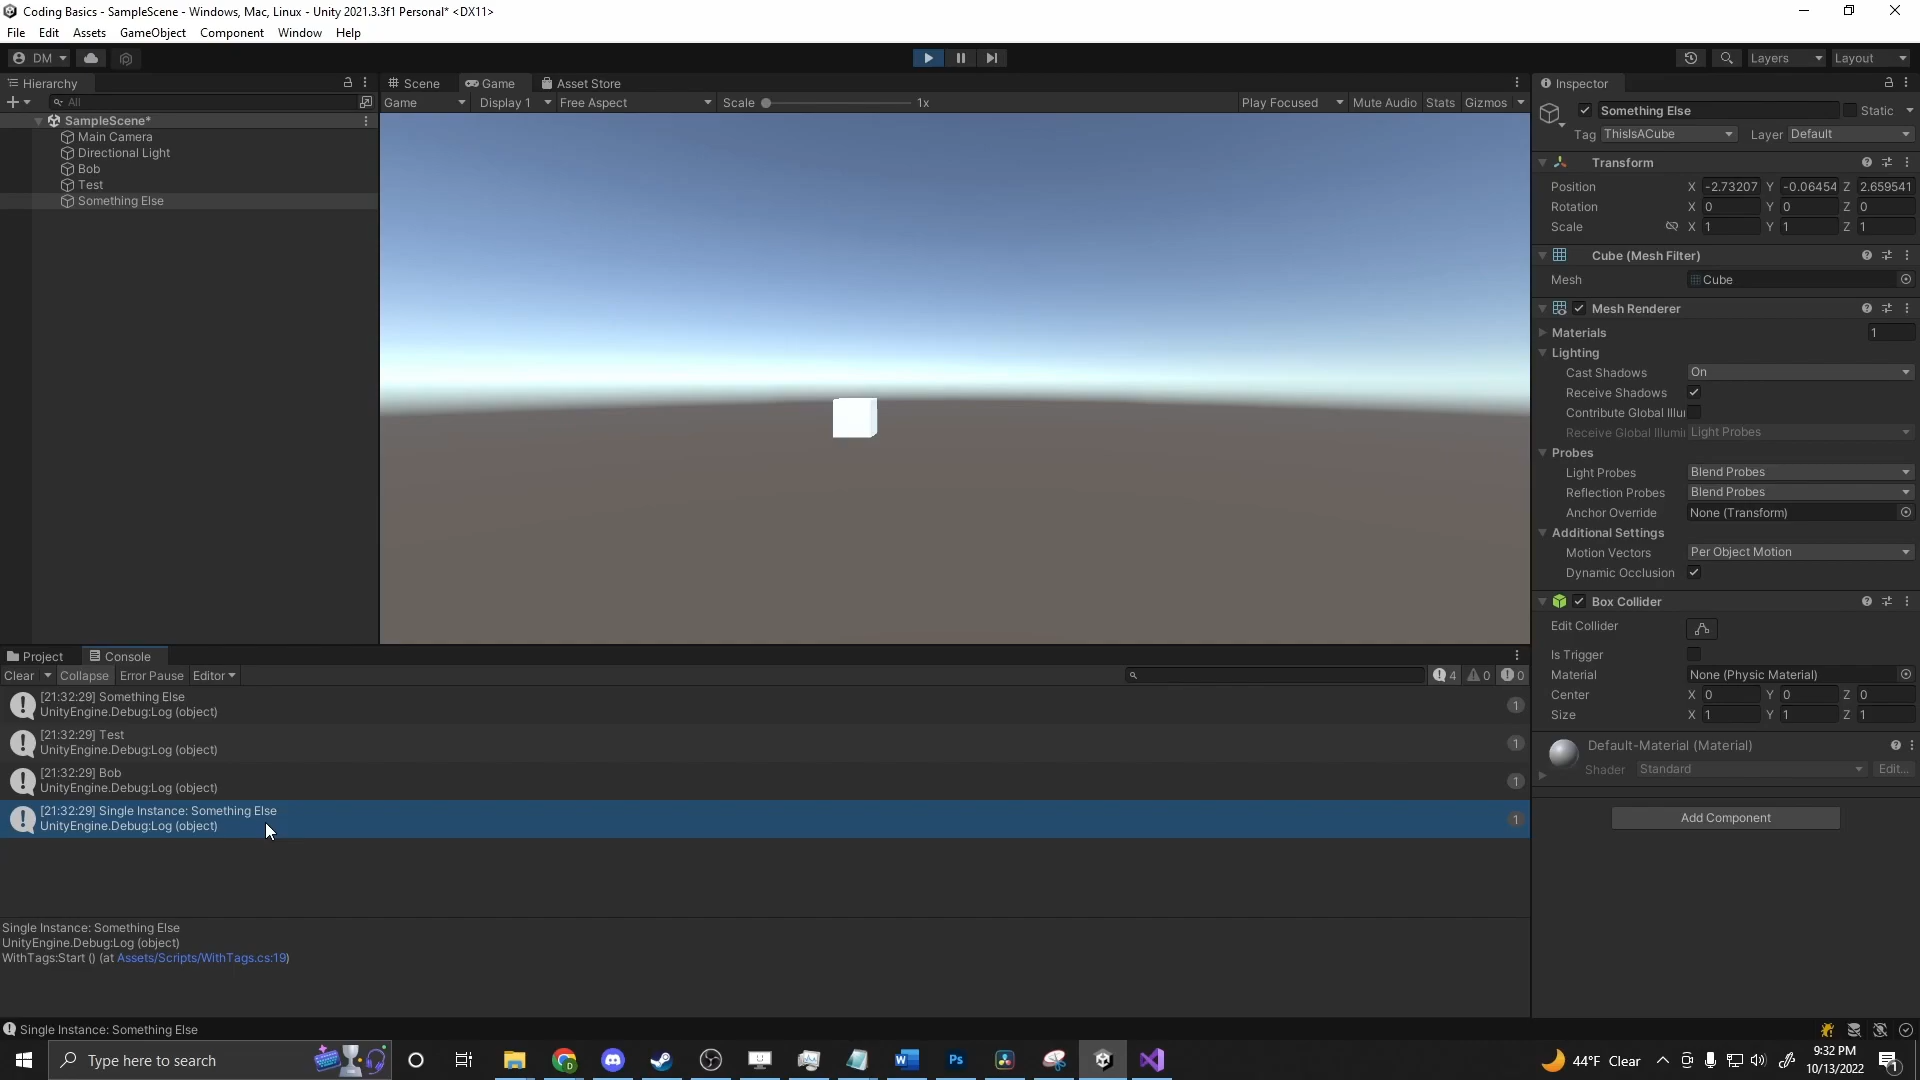 Coding Basics - SampleScene - Windows, Mac, Linux - Unity 2021.3.3f1 Personal* <DX11>
File Edit Assets GameObject Component Window Help
DM
Layers Layout
Hierarchy
All
SampleScene*
Main Camera
Directional Light
Bob
Test
Something Else
Scene Game Asset Store
Game Display 1 Free Aspect Scale 1x Play Focused Mute Audio Stats Gizmos
Inspector
Something Else Static
Tag ThisIsACube Layer Default
Transform
Position X -2.73207 Y -0.06454 Z 2.659541
Rotation X 0 Y 0 Z 0
Scale X 1 Y 1 Z 1
Cube (Mesh Filter)
Mesh Cube
Mesh Renderer
Materials 1
Lighting
Cast Shadows On
Receive Shadows
Contribute Global Illu
Receive Global Illumi Light Probes
Probes
Light Probes Blend Probes
Reflection Probes Blend Probes
Anchor Override None (Transform)
Additional Settings
Motion Vectors Per Object Motion
Dynamic Occlusion
Box Collider
Edit Collider
Is Trigger
Material None (Physic Material)
Center X 0 Y 0 Z 0
Size X 1 Y 1 Z 1
Default-Material (Material)
Shader Standard Edit...
Add Component
Project Console
Clear Collapse Error Pause Editor 4 0 0
[21:32:29] Something Else
UnityEngine.Debug:Log (object) 1
[21:32:29] Test
UnityEngine.Debug:Log (object) 1
[21:32:29] Bob
UnityEngine.Debug:Log (object) 1
[21:32:29] Single Instance: Something Else
UnityEngine.Debug:Log (object) 1
Single Instance: Something Else
UnityEngine.Debug:Log (object)
WithTags:Start () (at Assets/Scripts/WithTags.cs:19)
Single Instance: Something Else
Type here to search
44°F Clear
9:32 PM
10/13/2022
1